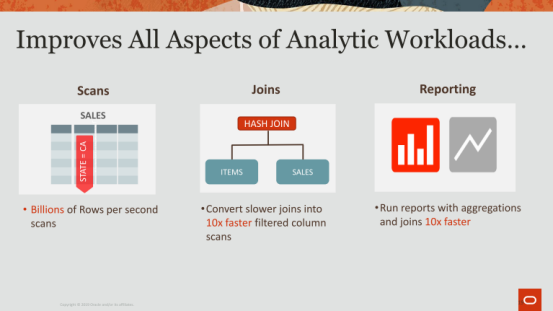 Improves All Aspects of Analytic Workloads...
Scans
SALES
STATE = CA
• Billions of Rows per second
scans
Joins
HASH JOIN
ITEMS
SALES
•Convert slower joins into
10x faster filtered column
scans
Reporting
•Run reports with aggregations
and joins 10x faster